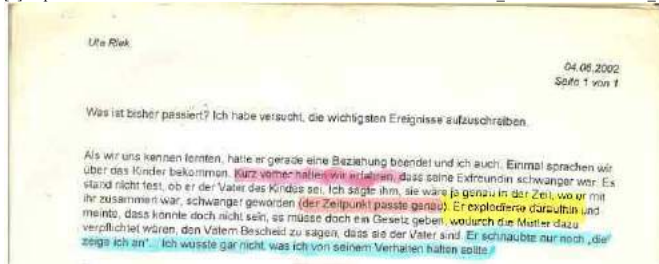 Ute Riek
04.06.2002
Seite 1 von 1
Was ist bisher passiert? Ich habe versucht, die wichtigsten Ereignisse aufzuschreiben.
Als wir uns kennen lernten, hatte er gerade eine Beziehung beendet und ich auch. Einmal sprachen wir
über das Kinder bekommen. Kurz vorher hatten wir erfahren, dass seine Exfreundin schwanger war. Es
stand nicht fest, ob er der Vater des Kindes sei. Ich sagte ihm, sie wäre ja genau in der Zeit, wo er mit
ihr zusammen war, schwanger geworden (der Zeitpunkt passte genau). Er explodierte daraufhin und
meinte, dass könnte doch nicht sein, es müsse doch ein Gesetz geben, wodurch die Mütter dazu
verpflichtet wären, den Vätern Bescheid zu sagen, dass sie der Vater sind. Er schnaubte nur noch „die
zeige ich an“... Ich wusste gar nicht, was ich von seinem Verhalten halten sollte.